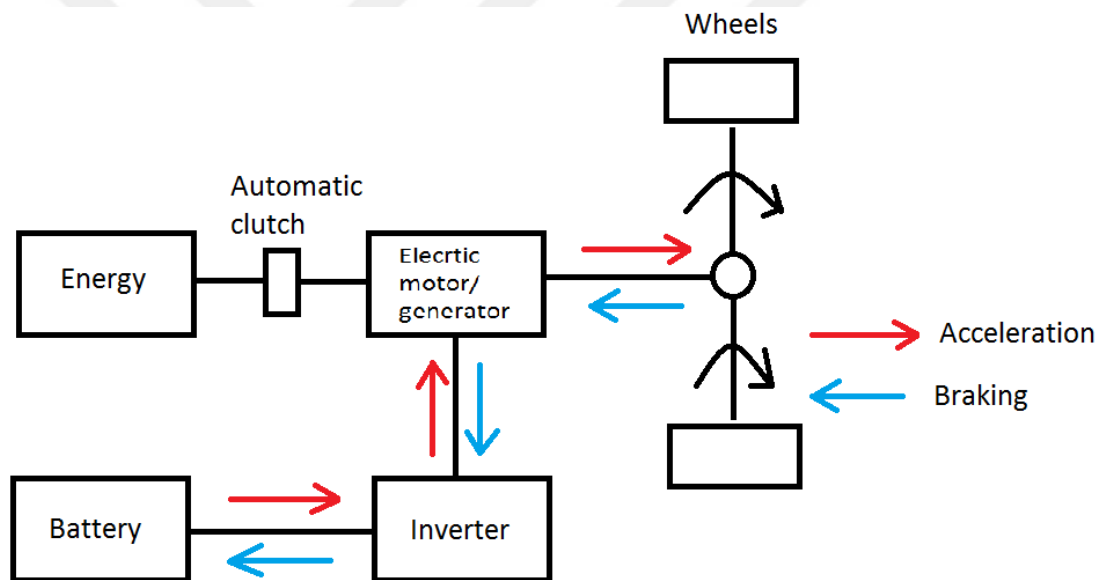 Wheels
Automatic
clutch
Energy
Elecrtic
motor/
generator
Acceleration
Braking
Battery
Inverter